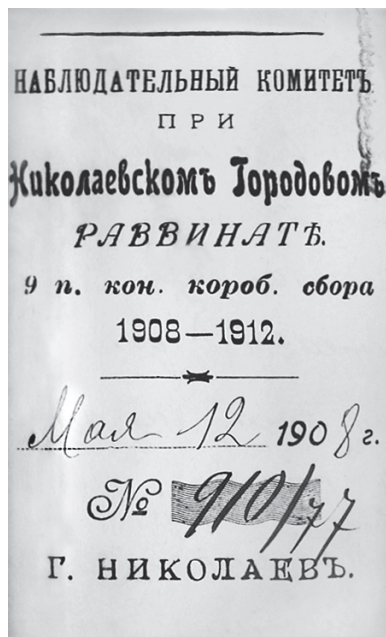 НАБЛЮДАТЕЛЬНЫЙ КОМИТЕТЪ
ПРИ
Николаевскомъ Городовомъ
РАВВИНАТѢ.
9 п. кон. короб. сбора
1908—1912.
Мая 12 1908 г.
№ 910/77
Г. НИКОЛАЕВЪ.